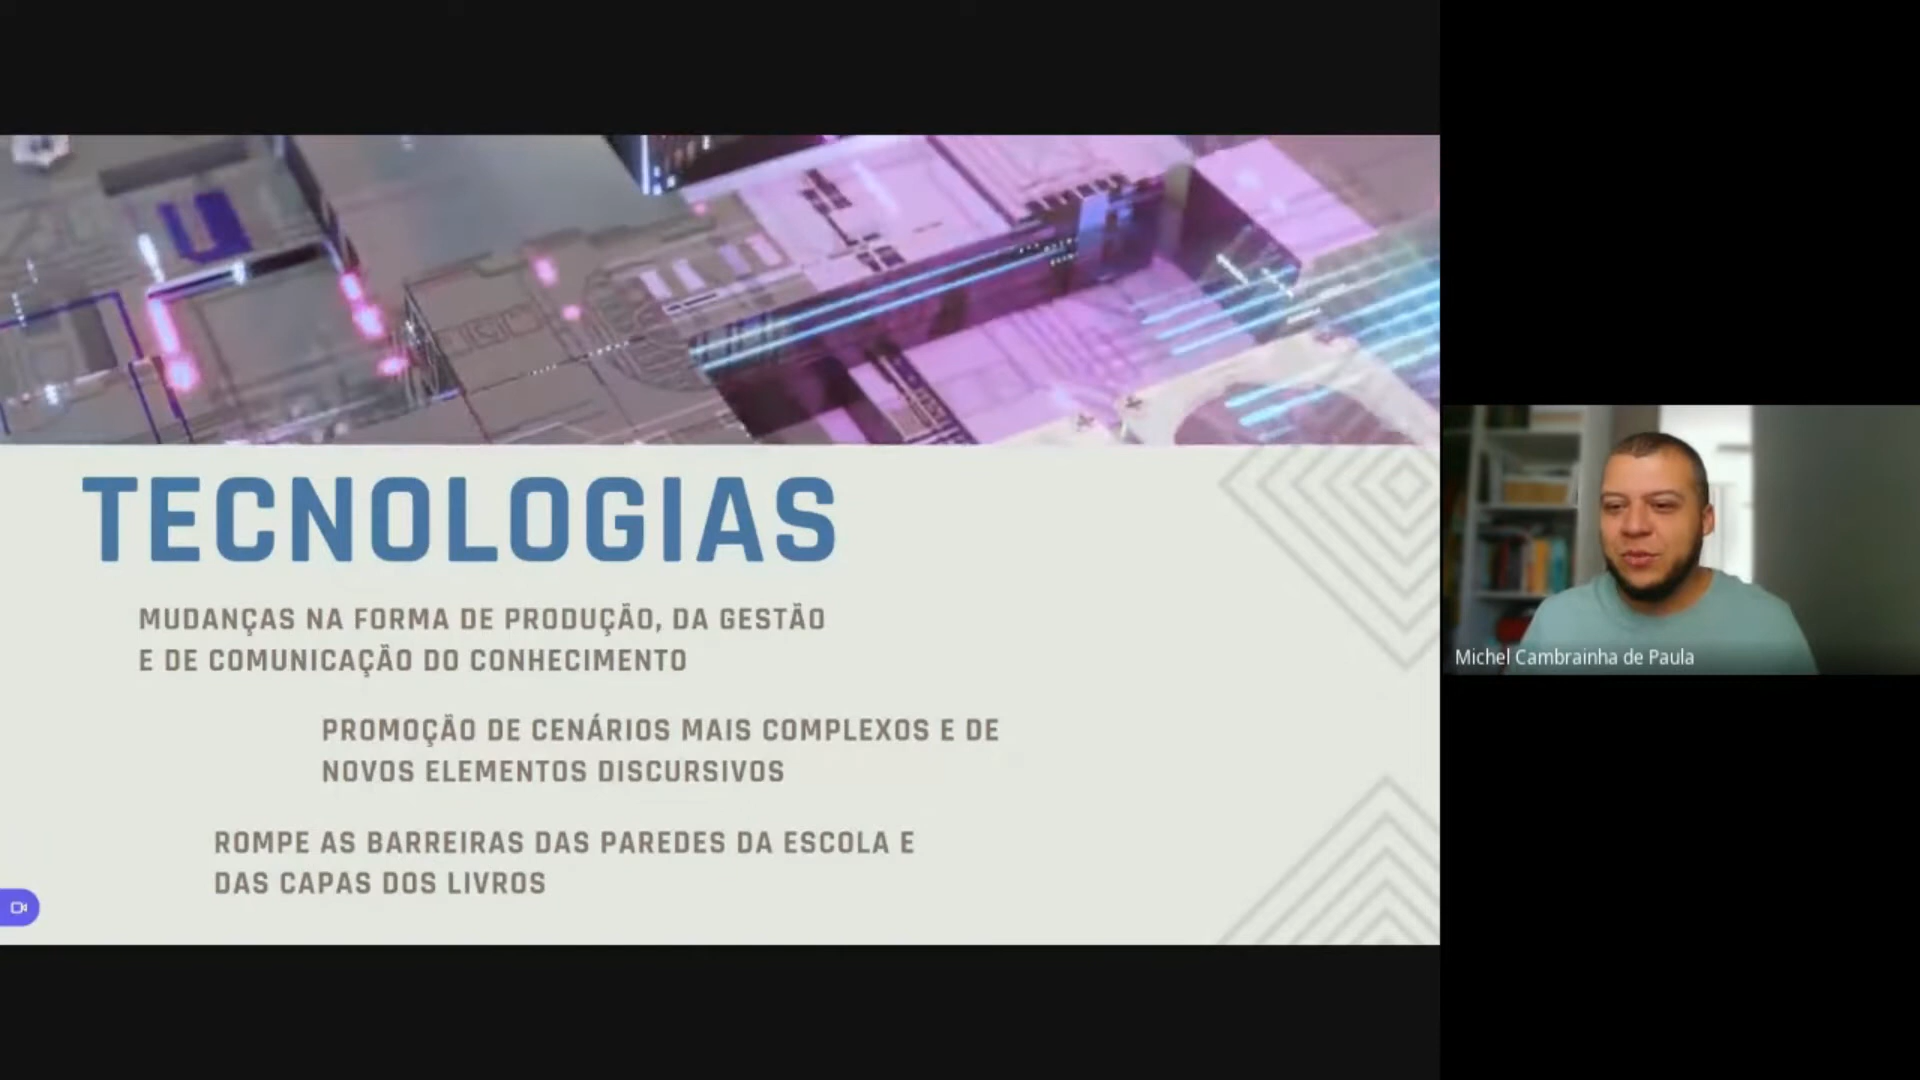 TECNOLOGIAS
MUDANÇAS NA FORMA DE PRODUÇÃO, DA GESTÃO
E DE COMUNICAÇÃO DO CONHECIMENTO
PROMOÇÃO DE CENÁRIOS MAIS COMPLEXOS E DE
NOVOS ELEMENTOS DISCURSIVOS
ROMPE AS BARREIRAS DAS PAREDES DA ESCOLA E
DAS CAPAS DOS LIVROS
Michel Cambrainha de Paula